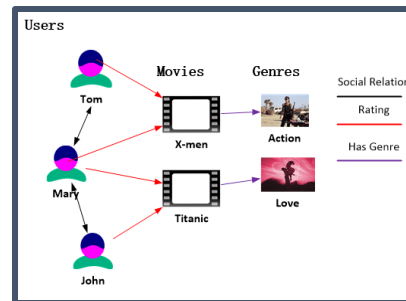 Users
Movies
Genres
Social Relation
Rating
Has Genre
Tom
X-men
Action
Mary
Titanic
Love
John